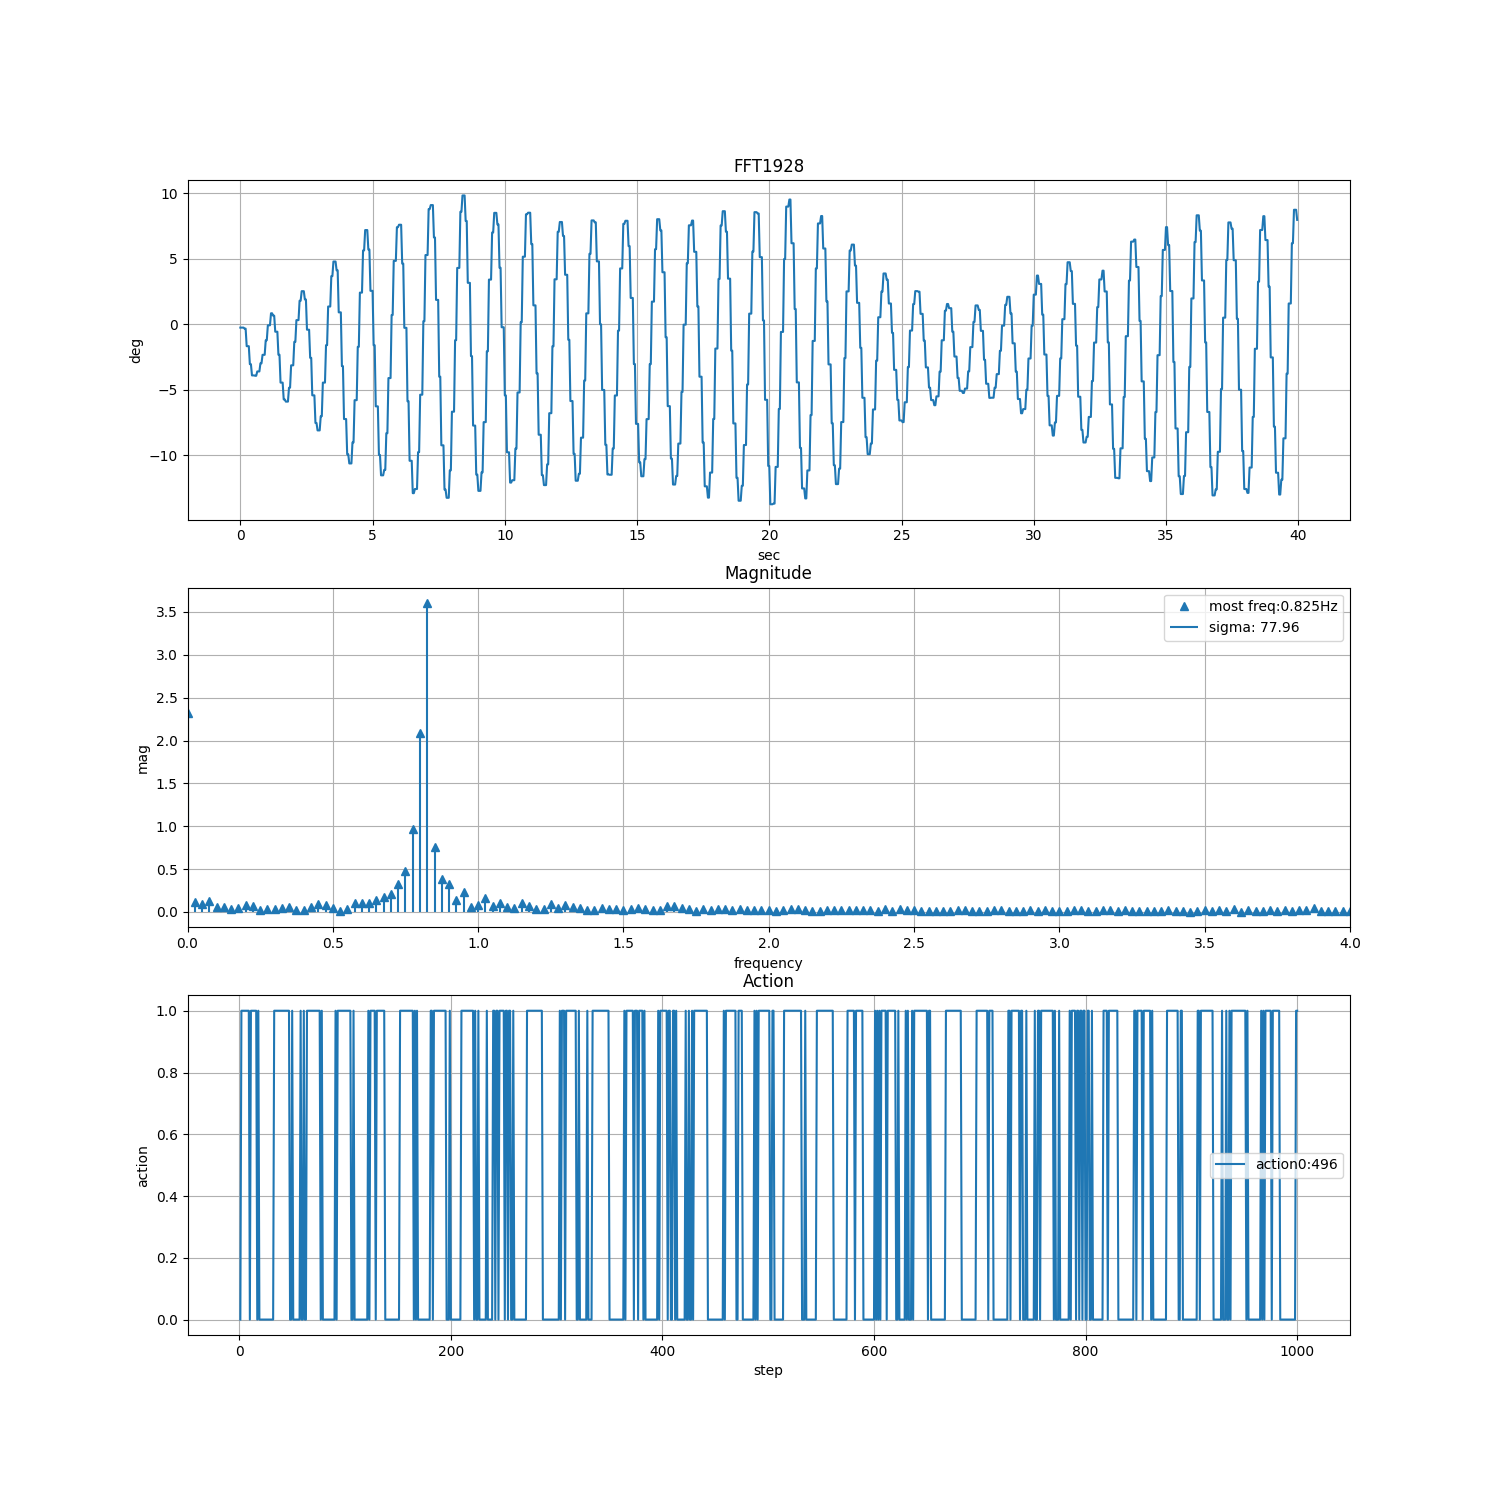 FFT1928
10
5
0
−5
−10
deg
0 5 10 15 20 25 30 35 40
sec
Magnitude
3.5
3.0
2.5
2.0
1.5
1.0
0.5
0.0
mag
most freq:0.825Hz
sigma: 77.96
0.0 0.5 1.0 1.5 2.0 2.5 3.0 3.5 4.0
frequency
Action
1.0
0.8
0.6
0.4
0.2
0.0
action
action0:496
0 200 400 600 800 1000
step